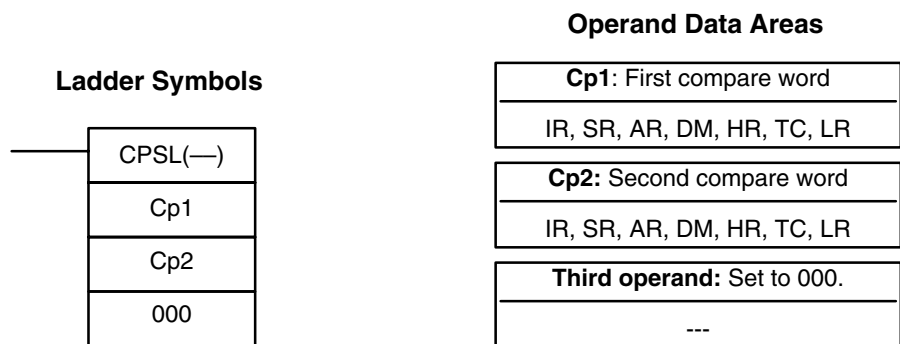 Ladder Symbols
CPSL(—)
Cp1
Cp2
000
Operand Data Areas
Cp1: First compare word
IR, SR, AR, DM, HR, TC, LR
Cp2: Second compare word
IR, SR, AR, DM, HR, TC, LR
Third operand: Set to 000.
---